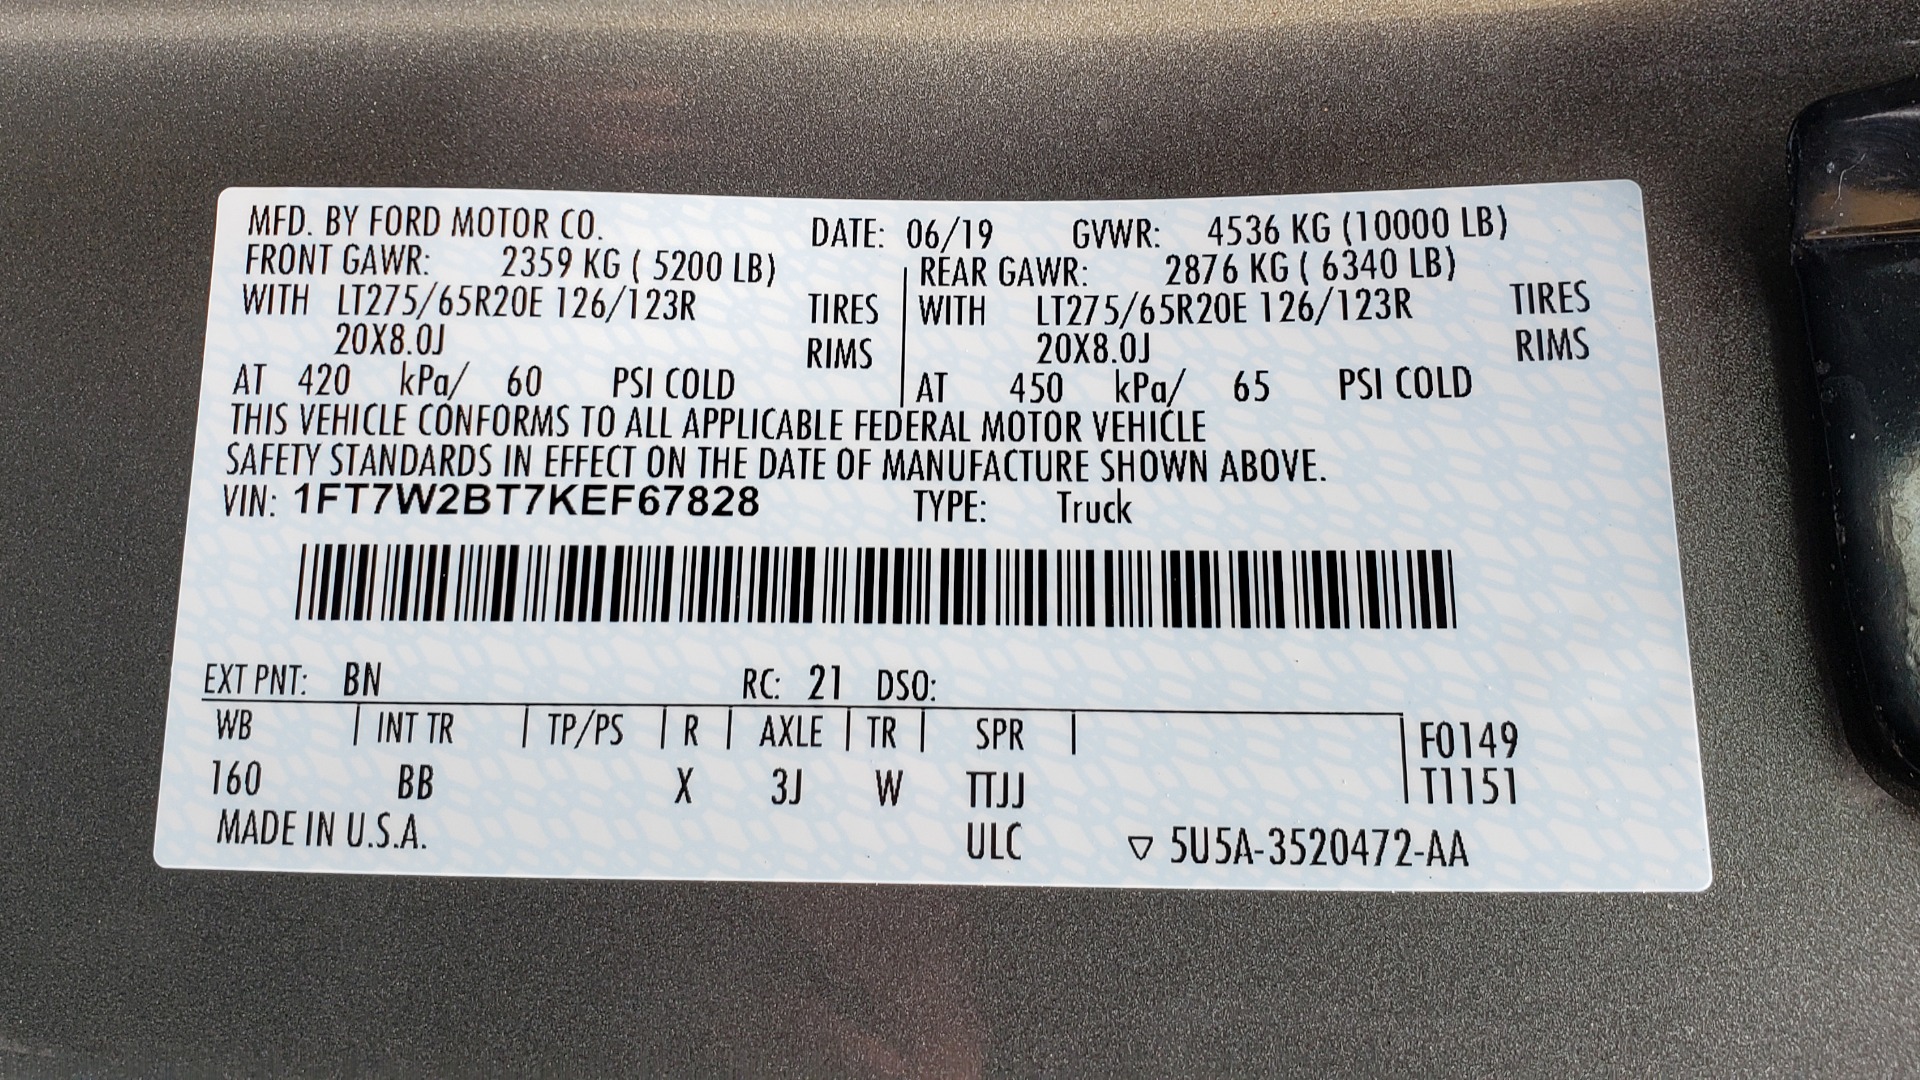 MFD. BY FORD MOTOR CO. DATE: 06/19 GVWR: 4536 KG (10000 LB)
FRONT GAWR: 2359 KG ( 5200 LB) REAR GAWR: 2876 KG ( 6340 LB)
WITH LT275/65R20E 126/123R TIRES WITH LT275/65R20E 126/123R TIRES
20X8.0J RIMS 20X8.0J RIMS
AT 420 kPa/ 60 PSI COLD AT 450 kPa/ 65 PSI COLD
THIS VEHICLE CONFORMS TO ALL APPLICABLE FEDERAL MOTOR VEHICLE
SAFETY STANDARDS IN EFFECT ON THE DATE OF MANUFACTURE SHOWN ABOVE.
VIN: 1FT7W2BT7KEF67828 TYPE: Truck
EXT PNT: BN RC: 21 DSO:
WB INT TR TP/PS R AXLE TR SPR F0149
160 BB X 3J W TTJJ T1151
MADE IN U.S.A. ULC ▽ 5U5A-3520472-AA